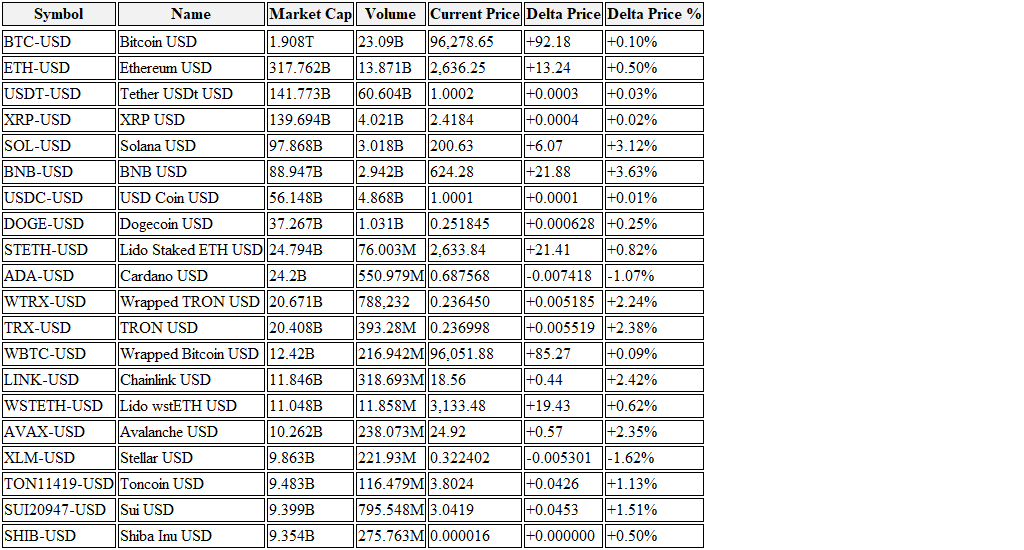 Symbol Name Market Cap Volume Current Price Delta Price Delta Price %
BTC-USD Bitcoin USD 1.908T 23.09B 96,278.65 +92.18 +0.10%
ETH-USD Ethereum USD 317.762B 13.871B 2,636.25 +13.24 +0.50%
USDT-USD Tether USDt USD 141.773B 60.604B 1.0002 +0.0003 +0.03%
XRP-USD XRP USD 139.694B 4.021B 2.4184 +0.0004 +0.02%
SOL-USD Solana USD 97.868B 3.018B 200.63 +6.07 +3.12%
BNB-USD BNB USD 88.947B 2.942B 624.28 +21.88 +3.63%
USDC-USD USD Coin USD 56.148B 4.868B 1.0001 +0.0001 +0.01%
DOGE-USD Dogecoin USD 37.267B 1.031B 0.251845 +0.000628 +0.25%
STETH-USD Lido Staked ETH USD 24.794B 76.003M 2,633.84 +21.41 +0.82%
ADA-USD Cardano USD 24.2B 550.979M 0.687568 -0.007418 -1.07%
WTRX-USD Wrapped TRON USD 20.671B 788,232 0.236450 +0.005185 +2.24%
TRX-USD TRON USD 20.408B 393.28M 0.236998 +0.005519 +2.38%
WBTC-USD Wrapped Bitcoin USD 12.42B 216.942M 96,051.88 +85.27 +0.09%
LINK-USD Chainlink USD 11.846B 318.693M 18.56 +0.44 +2.42%
WSTETH-USD Lido wstETH USD 11.048B 11.858M 3,133.48 +19.43 +0.62%
AVAX-USD Avalanche USD 10.262B 238.073M 24.92 +0.57 +2.35%
XLM-USD Stellar USD 9.863B 221.93M 0.322402 -0.005301 -1.62%
TON11419-USD Toncoin USD 9.483B 116.479M 3.8024 +0.0426 +1.13%
SUI20947-USD Sui USD 9.399B 795.548M 3.0419 +0.0453 +1.51%
SHIB-USD Shiba Inu USD 9.354B 275.763M 0.000016 +0.000000 +0.50%